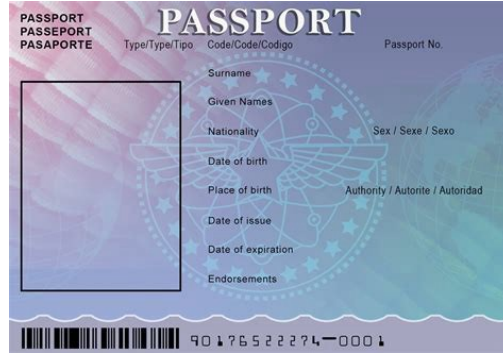 PASSPORT
PASSEPORT
PASAPORTE
PASSPORT
Type/Type/Tipo Code/Code/Codigo Passport No.
Surname
Given Names
Nationality Sex / Sexe / Sexo
Date of birth
Place of birth Authority / Autorite / Autoridad
Date of issue
Date of expiration
Endorsements
90176522274-0001